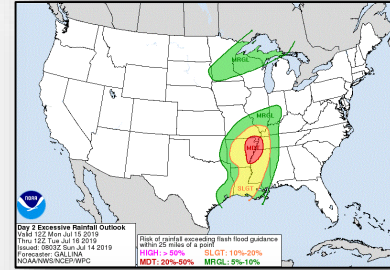 MRGL
MRGL
MDT
SLGT
NOAA
Day 2 Excessive Rainfall Outlook
Valid 12Z Mon Jul 15 2019
Thru 12Z Tue Jul 16 2019
Issued: 0803Z Sun Jul 14 2019
Forecaster: GALLINA
NOAA/NWS/NCEP/WPC
Risk of rainfall exceeding flash flood guidance
within 25 miles of a point
HIGH: > 50% SLGT: 10%-20%
MDT: 20%-50% MRGL: 5%-10%